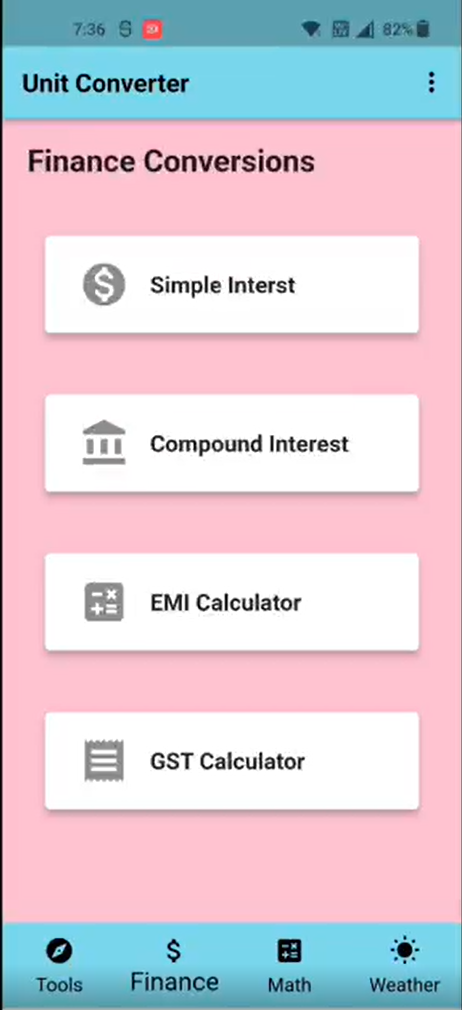 7:36 82%
Unit Converter
Finance Conversions
Simple Interst
Compound Interest
EMI Calculator
GST Calculator
Tools Finance Math Weather